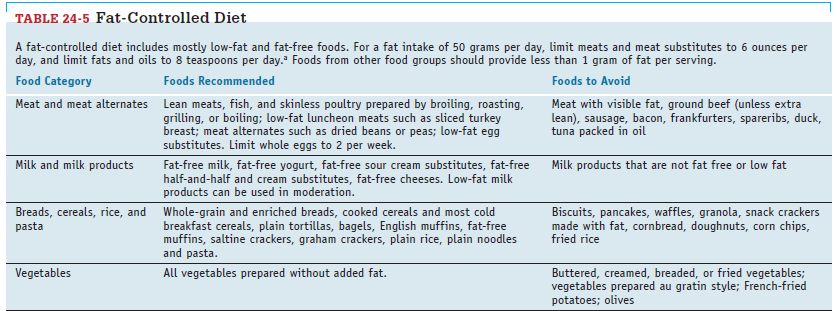 TABLE 24-5 Fat-Controlled Diet
A fat-controlled diet includes mostly low-fat and fat-free foods. For a fat intake of 50 grams per day, limit meats and meat substitutes to 6 ounces per
day, and limit fats and oils to 8 teaspoons per day.ª Foods from other food groups should provide less than 1 gram of fat per serving.
Food Category Foods Recommended Foods to Avoid
Meat and meat alternates Lean meats, fish, and skinless poultry prepared by broiling, roasting, Meat with visible fat, ground beef (unless extra
grilling, or boiling; low-fat luncheon meats such as sliced turkey lean), sausage, bacon, frankfurters, spareribs, duck,
breast; meat alternates such as dried beans or peas; low-fat egg tuna packed in oil
substitutes. Limit whole eggs to 2 per week.
Milk and milk products Fat-free milk, fat-free yogurt, fat-free sour cream substitutes, fat-free Milk products that are not fat free or low fat
half-and-half and cream substitutes, fat-free cheeses. Low-fat milk
products can be used in moderation.
Breads, cereals, rice, and Whole-grain and enriched breads, cooked cereals and most cold Biscuits, pancakes, waffles, granola, snack crackers
pasta breakfast cereals, plain tortillas, bagels, English muffins, fat-free made with fat, cornbread, doughnuts, corn chips,
muffins, saltine crackers, graham crackers, plain rice, plain noodles fried rice
and pasta.
Vegetables All vegetables prepared without added fat. Buttered, creamed, breaded, or fried vegetables;
vegetables prepared au gratin style; French-fried
potatoes; olives